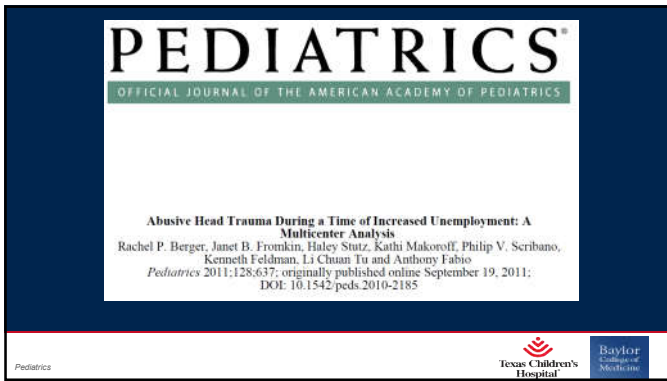 PEDIATRICS®
OFFICIAL JOURNAL OF THE AMERICAN ACADEMY OF PEDIATRICS
Abusive Head Trauma During a Time of Increased Unemployment: A
Multicenter Analysis
Rachel P. Berger, Janet B. Fromkin, Haley Stutz, Kathi Makoroff, Philip V. Scribano,
Kenneth Feldman, Li Chuan Tu and Anthony Fabio
Pediatrics 2011;128;637; originally published online September 19, 2011;
DOI: 10.1542/peds.2010-2185
Pediatrics
Texas Children's
Hospital
Baylor
College of
Medicine